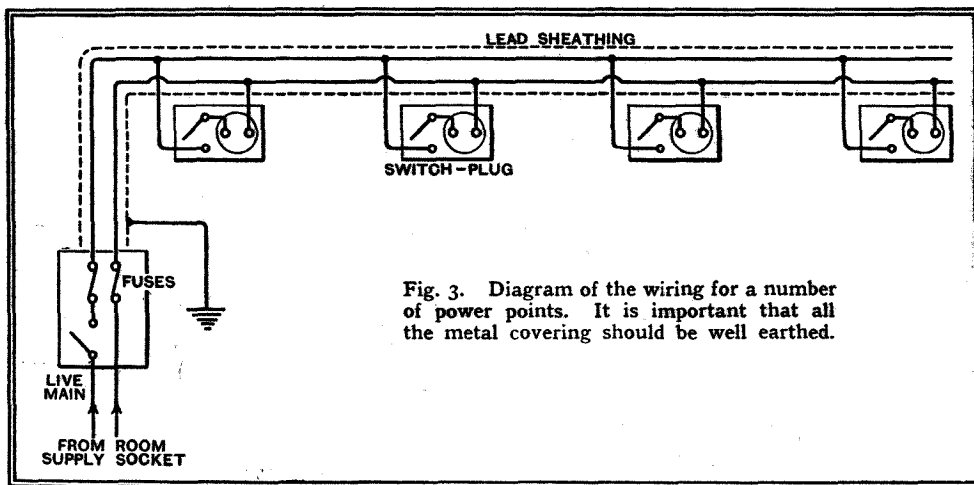 LEAD SHEATHING
SWITCH-PLUG
FUSES
Fig. 3. Diagram of the wiring for a number
of power points. It is important that all
the metal covering should be well earthed.
LIVE
MAIN
FROM ROOM
SUPPLY SOCKET